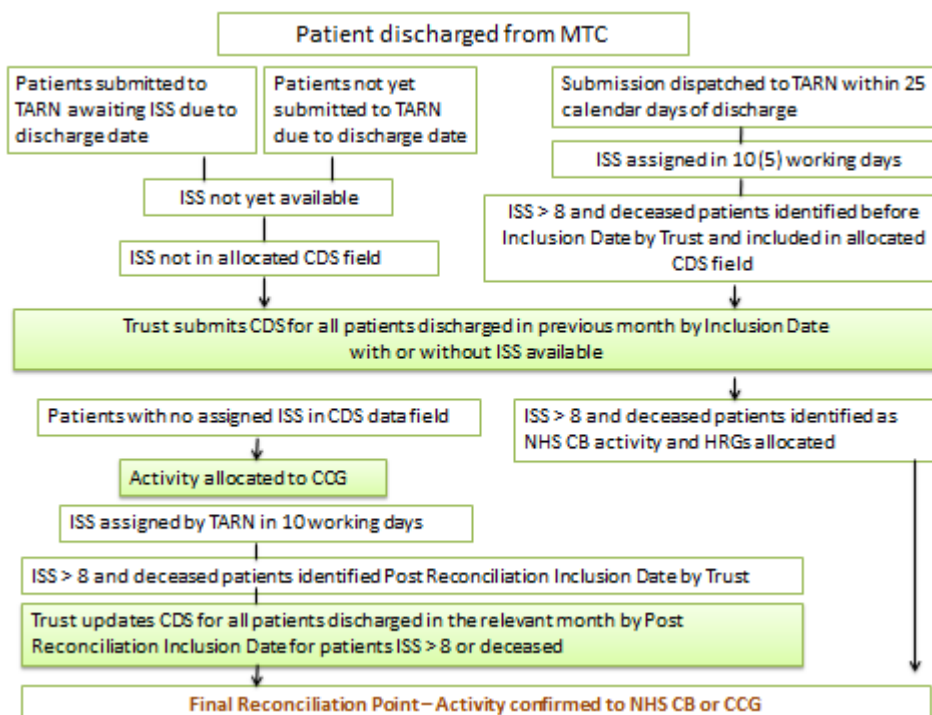 Patient discharged from MTC
Patients submitted to
TARN awaiting ISS due to
discharge date
Patients not yet
submitted to TARN
due to discharge date
Submission dispatched to TARN within 25
calendar days of discharge
ISS assigned in 10 (5) working days
ISS not yet available
ISS > 8 and deceased patients identified before
Inclusion Date by Trust and included in allocated
CDS field
ISS not in allocated CDS field
Trust submits CDS for all patients discharged in previous month by Inclusion Date
with or without ISS available
Patients with no assigned ISS in CDS data field
ISS > 8 and deceased patients identified as
NHS CB activity and HRGs allocated
Activity allocated to CCG
ISS assigned by TARN in 10 working days
ISS > 8 and deceased patients identified Post Reconciliation Inclusion Date by Trust
Trust updates CDS for all patients discharged in the relevant month by Post
Reconciliation Inclusion Date for patients ISS > 8 or deceased
Final Reconciliation Point – Activity confirmed to NHS CB or CCG